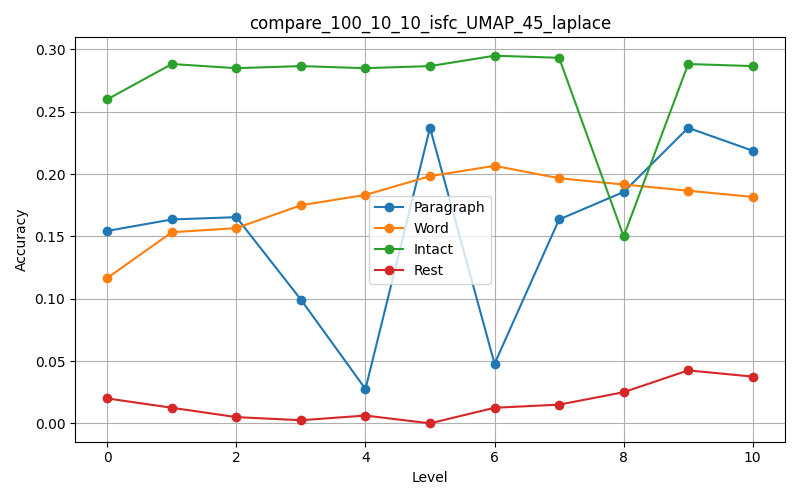 compare_100_10_10_isfc_UMAP_45_laplace
0.30
0.25
0.20
0.15
0.10
0.05
0.00
Accuracy
Paragraph
Word
Intact
Rest
0 2 4 6 8 10
Level